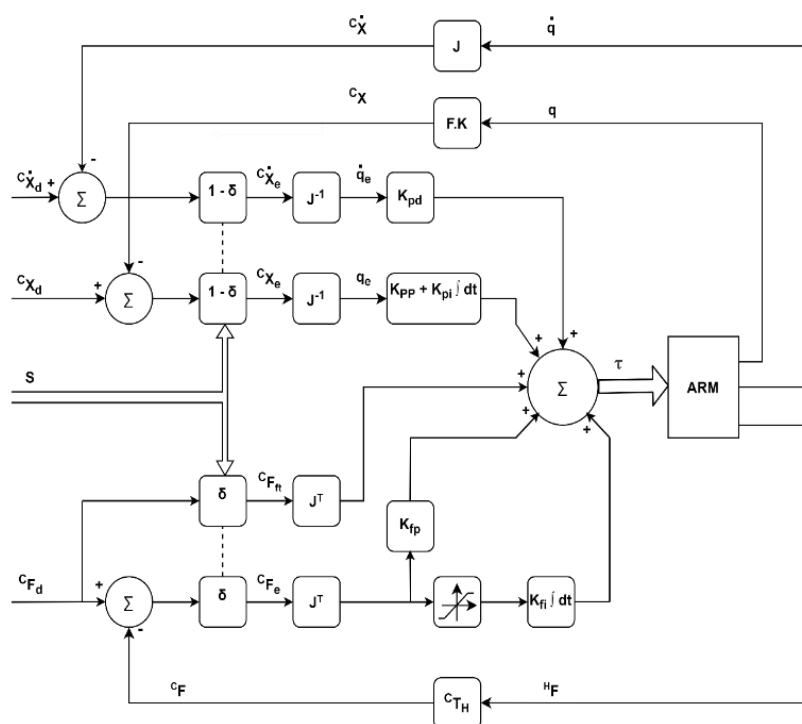 CẊ J q̇
CX F.K q
-
CẊd + Σ 1 - δ CẊe J-1 q̇e Kpd
-
CXd + Σ 1 - δ CXe J-1 qe KPP + Kpi ∫ dt
+ +
S
+ Σ τ ARM
+ +
δ CFft JT
Kfp
CFd + Σ δ CFe JT Kfi ∫ dt
-
CF CTH HF